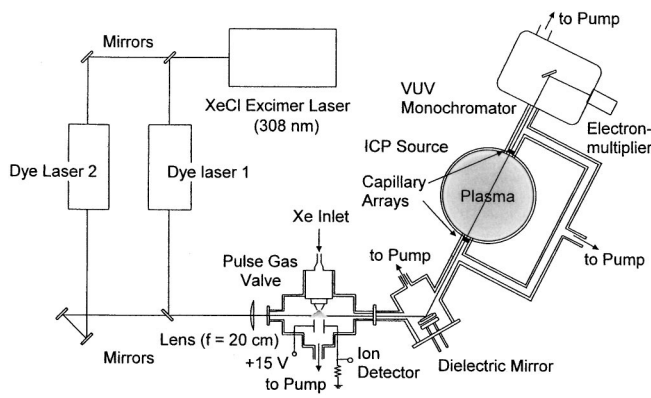 Mirrors
to Pump
XeCl Excimer Laser
(308 nm)
VUV
Monochromator
Electron-
multiplier
ICP Source
Dye Laser 2
Dye laser 1
Capillary
Arrays
Plasma
Xe Inlet
to Pump
to Pump
Pulse Gas
Valve
Lens (f = 20 cm)
Mirrors
+15 V
to Pump
Ion
Detector
Dielectric Mirror